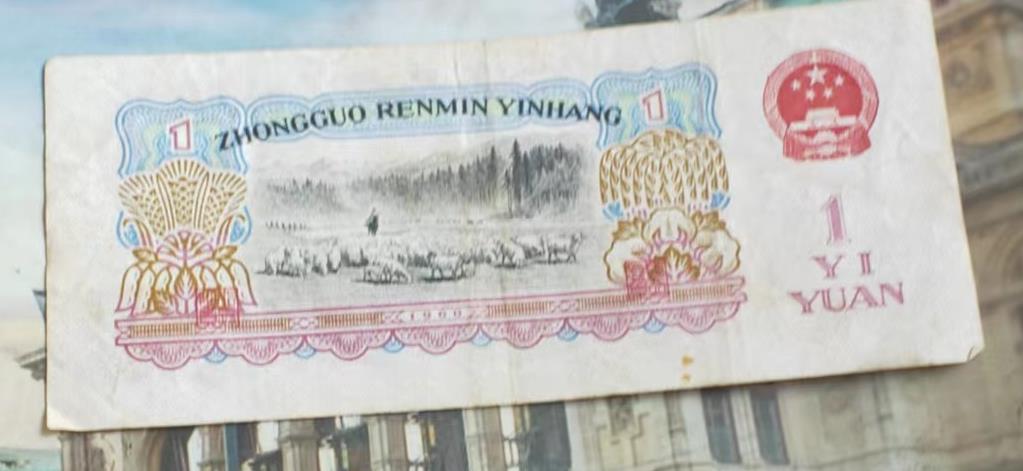 1 1
ZHONGGUO RENMIN YINHANG
1960
1
YI
YUAN